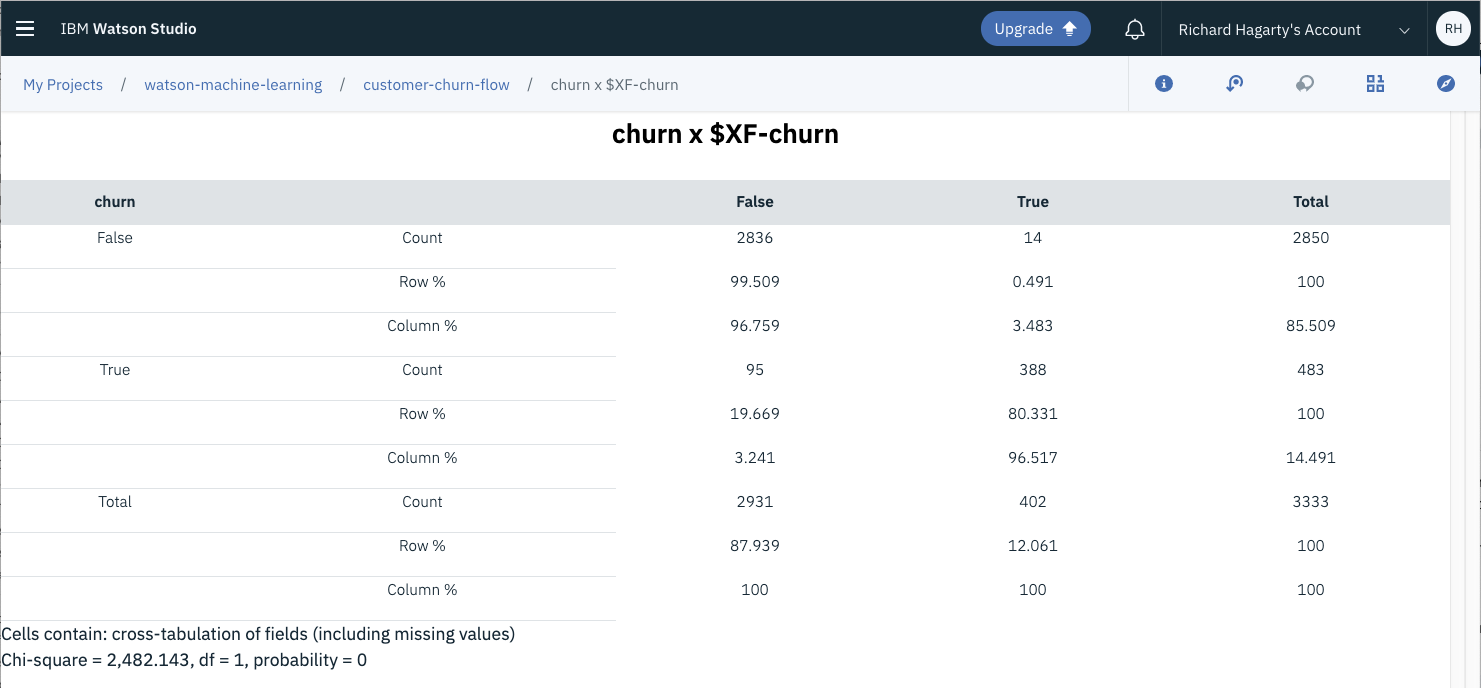 IBM Watson Studio
Upgrade
Richard Hagarty's Account
RH
My Projects / watson-machine-learning / customer-churn-flow / churn x $XF-churn
churn x $XF-churn
churn False True Total
False Count 2836 14 2850
Row % 99.509 0.491 100
Column % 96.759 3.483 85.509
True Count 95 388 483
Row % 19.669 80.331 100
Column % 3.241 96.517 14.491
Total Count 2931 402 3333
Row % 87.939 12.061 100
Column % 100 100 100
Cells contain: cross-tabulation of fields (including missing values)
Chi-square = 2,482.143, df = 1, probability = 0